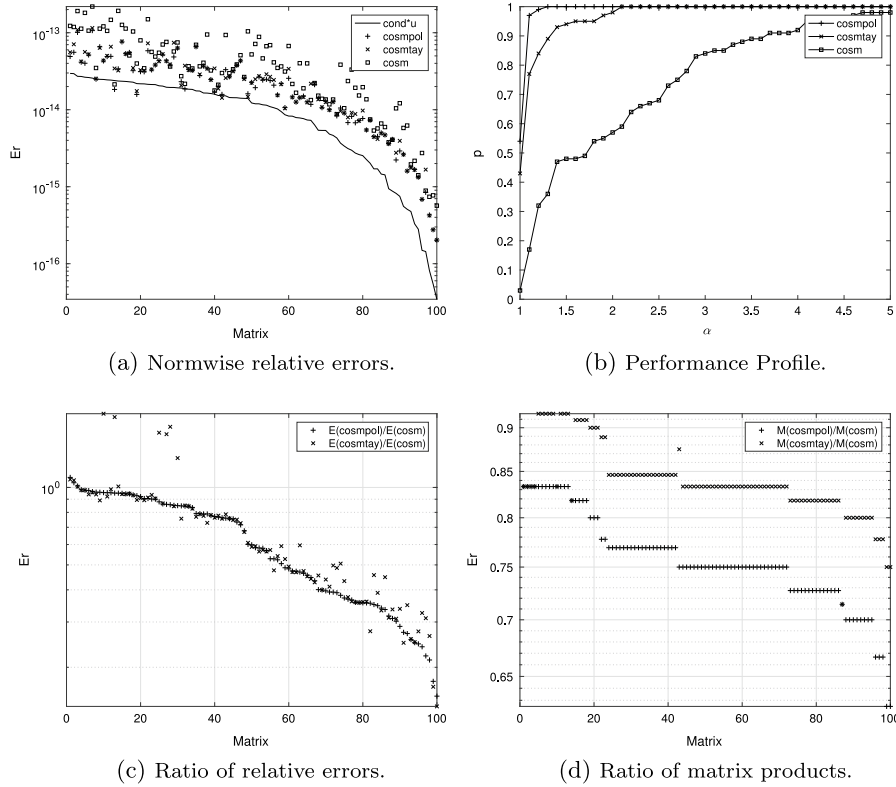 10^-13
10^-14
10^-15
10^-16
Er
0 20 40 60 80 100
Matrix
cond*u
cosmpol
cosmtay
cosm
(a) Normwise relative errors.
1
0.9
0.8
0.7
0.6
0.5
0.4
0.3
0.2
0.1
0
p
1 1.5 2 2.5 3 3.5 4 4.5 5
α
cosmpol
cosmtay
cosm
(b) Performance Profile.
10^0
Er
0 20 40 60 80 100
Matrix
E(cosmpol)/E(cosm)
E(cosmtay)/E(cosm)
(c) Ratio of relative errors.
0.9
0.85
0.8
0.75
0.7
0.65
Er
0 20 40 60 80 100
Matrix
M(cosmpol)/M(cosm)
M(cosmtay)/M(cosm)
(d) Ratio of matrix products.